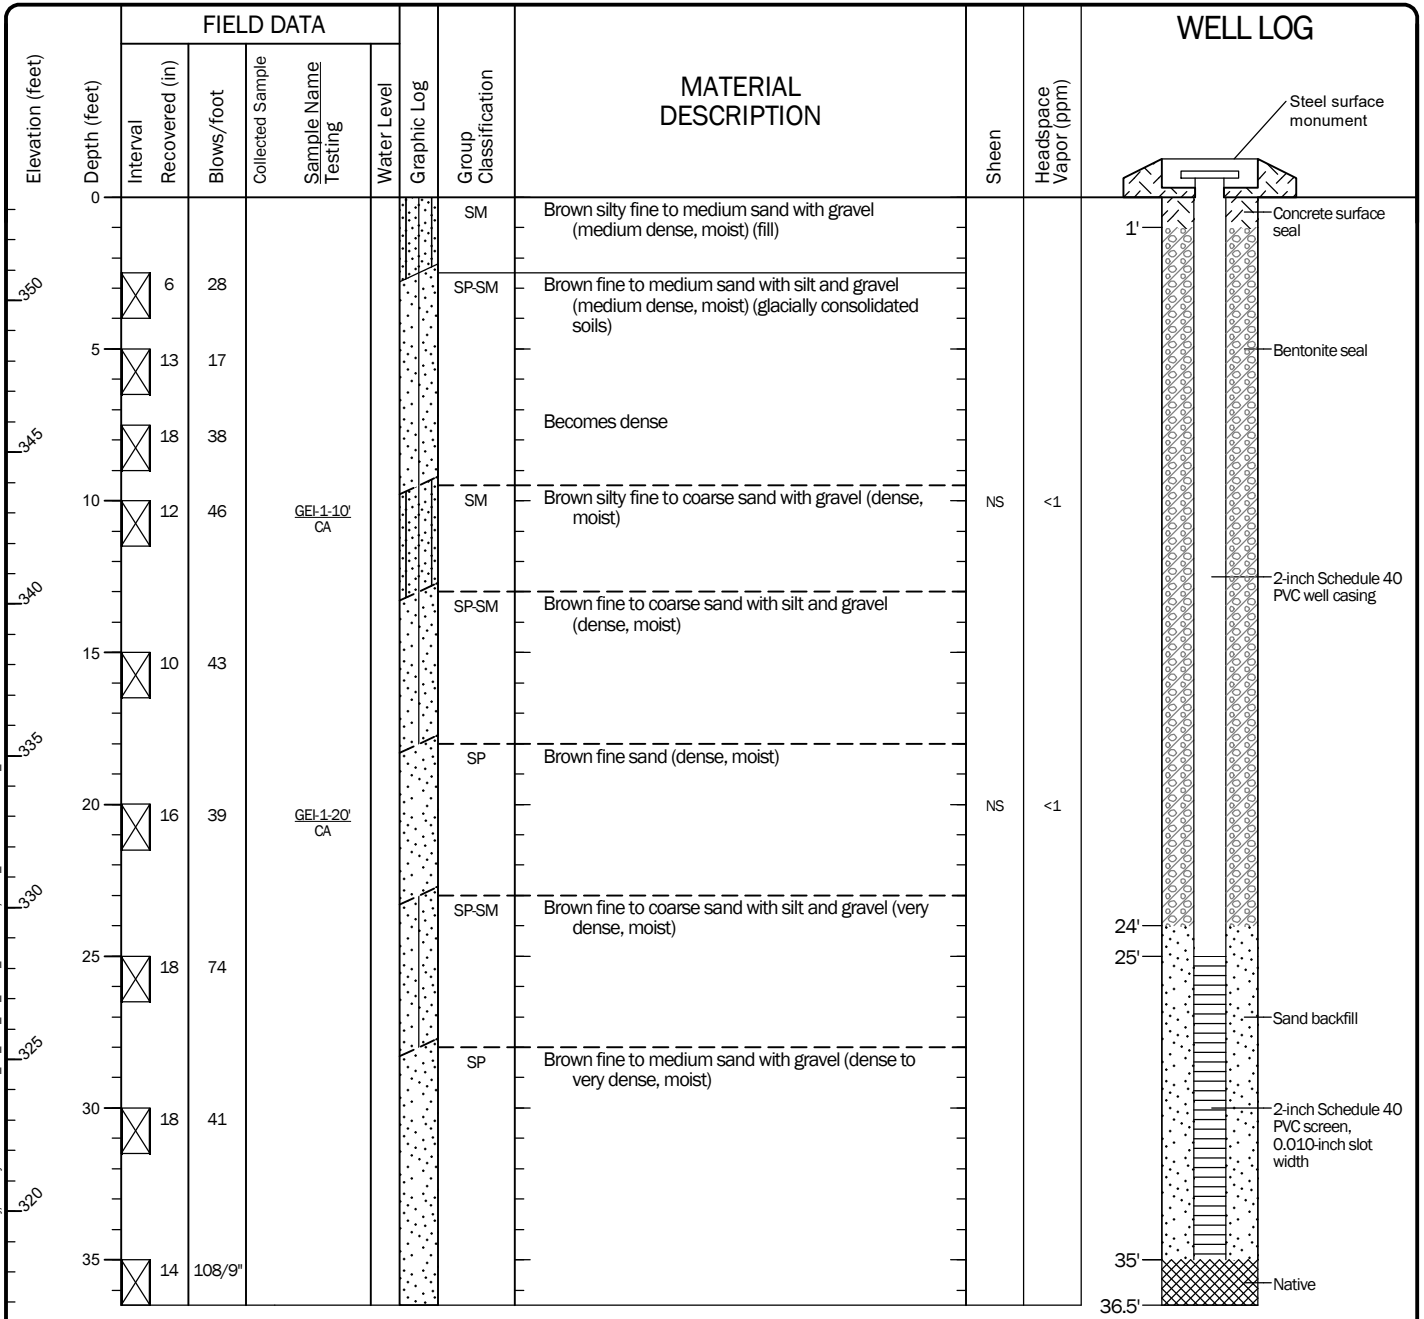 FIELD DATA
WELL LOG
Elevation (feet)
Depth (feet)
Interval
Recovered (in)
Blows/foot
Collected Sample
Sample Name
Testing
Water Level
Graphic Log
Group
Classification
MATERIAL
DESCRIPTION
Sheen
Headspace
Vapor (ppm)
Steel surface
monument
0
SM
Brown silty fine to medium sand with gravel
(medium dense, moist) (fill)
Concrete surface
seal
1'
350
6
28
SP-SM
Brown fine to medium sand with silt and gravel
(medium dense, moist) (glacially consolidated
soils)
5
13
17
Bentonite seal
345
18
38
Becomes dense
10
12
46
GEI-1-10'
CA
SM
Brown silty fine to coarse sand with gravel (dense,
moist)
NS
<1
340
SP-SM
Brown fine to coarse sand with silt and gravel
(dense, moist)
2-inch Schedule 40
PVC well casing
15
10
43
335
SP
Brown fine sand (dense, moist)
20
16
39
GEI-1-20'
CA
NS
<1
330
SP-SM
Brown fine to coarse sand with silt and gravel (very
dense, moist)
24'
25
18
74
25'
Sand backfill
325
SP
Brown fine to medium sand with gravel (dense to
very dense, moist)
30
18
41
2-inch Schedule 40
PVC screen,
0.010-inch slot
width
320
35
14
108/9"
35'
Native
36.5'